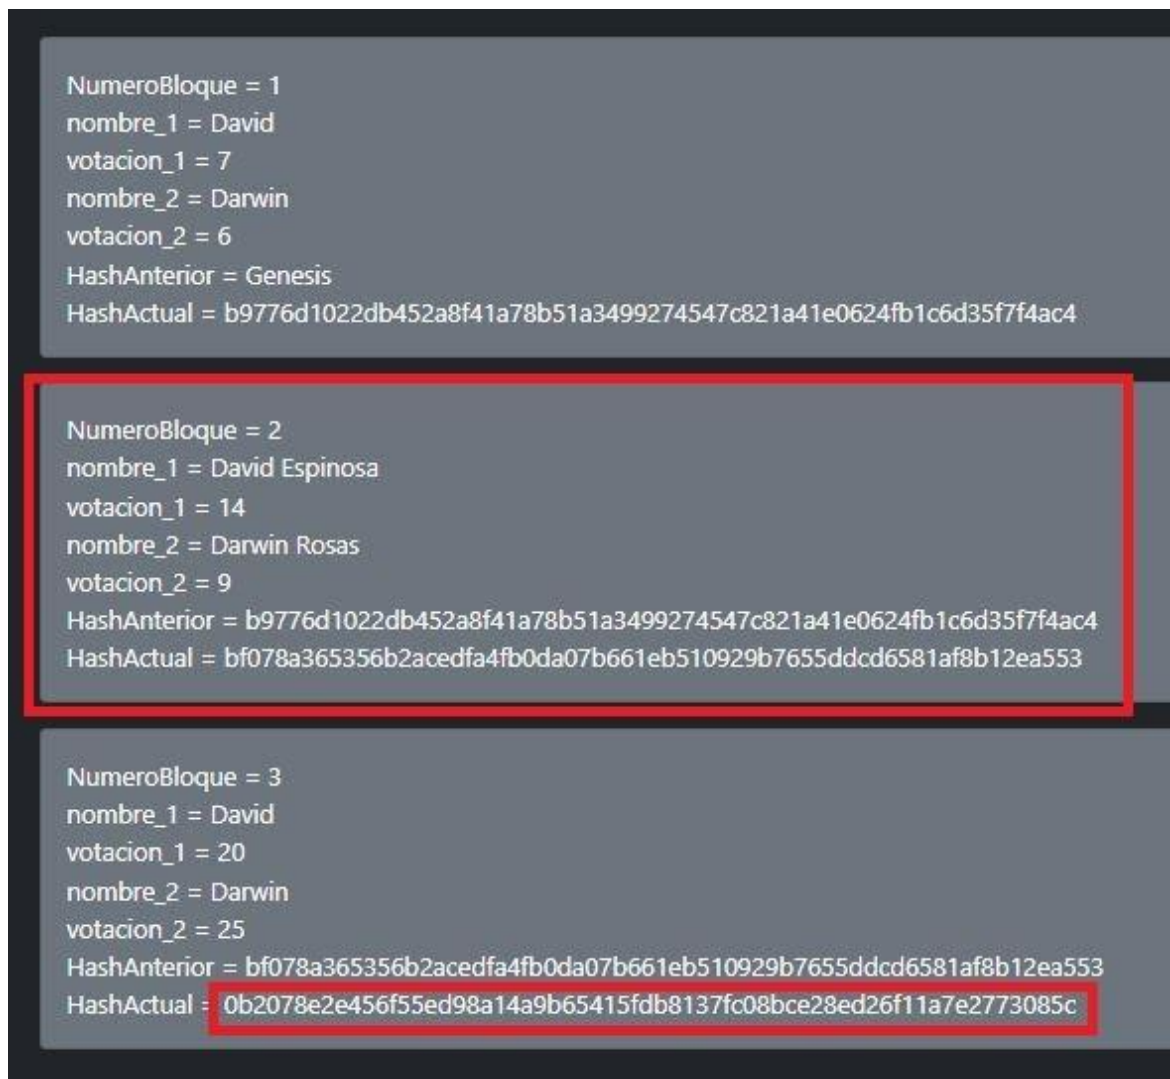 NumeroBloque = 1
nombre_1 = David
votacion_1 = 7
nombre_2 = Darwin
votacion_2 = 6
HashAnterior = Genesis
HashActual = b9776d1022db452a8f41a78b51a3499274547c821a41e0624fb1c6d35f7f4ac4
NumeroBloque = 2
nombre_1 = David Espinosa
votacion_1 = 14
nombre_2 = Darwin Rosas
votacion_2 = 9
HashAnterior = b9776d1022db452a8f41a78b51a3499274547c821a41e0624fb1c6d35f7f4ac4
HashActual = bf078a365356b2acedfa4fb0da07b661eb510929b7655ddcd6581af8b12ea553
NumeroBloque = 3
nombre_1 = David
votacion_1 = 20
nombre_2 = Darwin
votacion_2 = 25
HashAnterior = bf078a365356b2acedfa4fb0da07b661eb510929b7655ddcd6581af8b12ea553
HashActual = 0b2078e2e456f55ed98a14a9b65415fdb8137fc08bce28ed26f11a7e2773085c